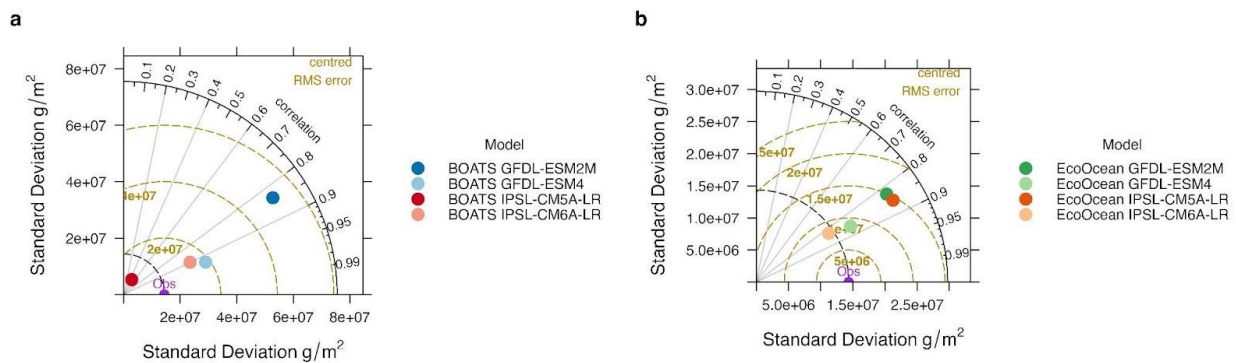 a
Standard Deviation g/m²
8e+07
6e+07
4e+07
2e+07
0.1
0.2
0.3
0.4
0.5
0.6
0.7
0.8
0.9
0.95
0.99
correlation
centred
RMS error
2e+07
Obs
2e+07 4e+07 6e+07 8e+07
Standard Deviation g/m²
Model
BOATS GFDL-ESM2M
BOATS GFDL-ESM4
BOATS IPSL-CM5A-LR
BOATS IPSL-CM6A-LR
b
Standard Deviation g/m²
3.0e+07
2.5e+07
2.0e+07
1.5e+07
1.0e+07
5.0e+06
0.1
0.2
0.3
0.4
0.5
0.6
0.7
0.8
0.9
0.95
0.99
correlation
centred
RMS error
5e+07
2e+07
1.5e+07
5e+06
Obs
5.0e+06 1.5e+07 2.5e+07
Standard Deviation g/m²
Model
EcoOcean GFDL-ESM2M
EcoOcean GFDL-ESM4
EcoOcean IPSL-CM5A-LR
EcoOcean IPSL-CM6A-LR